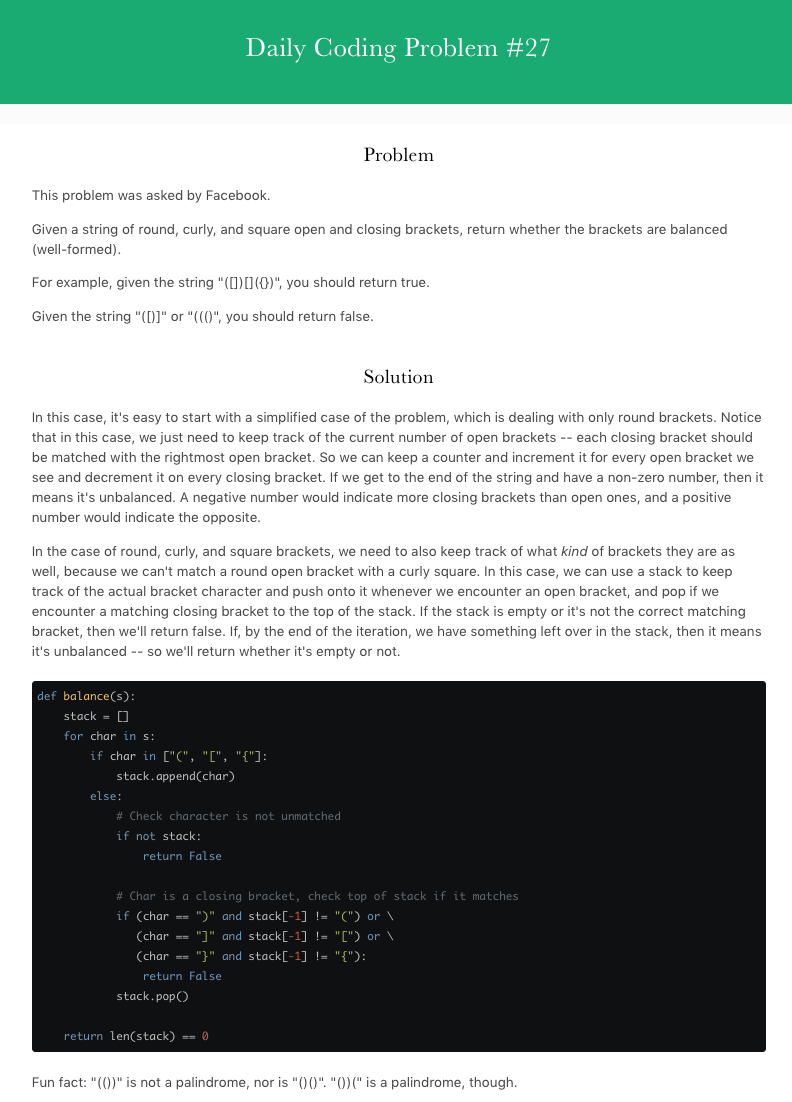 Daily Coding Problem #27
Problem
This problem was asked by Facebook.
Given a string of round, curly, and square open and closing brackets, return whether the brackets are balanced
(well-formed).
For example, given the string "([])[]({})", you should return true.
Given the string "([)]" or "((()", you should return false.
Solution
In this case, it's easy to start with a simplified case of the problem, which is dealing with only round brackets. Notice
that in this case, we just need to keep track of the current number of open brackets -- each closing bracket should
be matched with the rightmost open bracket. So we can keep a counter and increment it for every open bracket we
see and decrement it on every closing bracket. If we get to the end of the string and have a non-zero number, then it
means it's unbalanced. A negative number would indicate more closing brackets than open ones, and a positive
number would indicate the opposite.
In the case of round, curly, and square brackets, we need to also keep track of what kind of brackets they are as
well, because we can't match a round open bracket with a curly square. In this case, we can use a stack to keep
track of the actual bracket character and push onto it whenever we encounter an open bracket, and pop if we
encounter a matching closing bracket to the top of the stack. If the stack is empty or it's not the correct matching
bracket, then we'll return false. If, by the end of the iteration, we have something left over in the stack, then it means
it's unbalanced -- so we'll return whether it's empty or not.
def balance(s):
    stack = []
    for char in s:
        if char in ["(", "[", "{"]:
            stack.append(char)
        else:
            # Check character is not unmatched
            if not stack:
                return False
            # Char is a closing bracket, check top of stack if it matches
            if (char == ")" and stack[-1] != "(") or \
               (char == "]" and stack[-1] != "[") or \
               (char == "}" and stack[-1] != "{"):
                return False
            stack.pop()
    return len(stack) == 0
Fun fact: "(())" is not a palindrome, nor is "()()". "())(" is a palindrome, though.